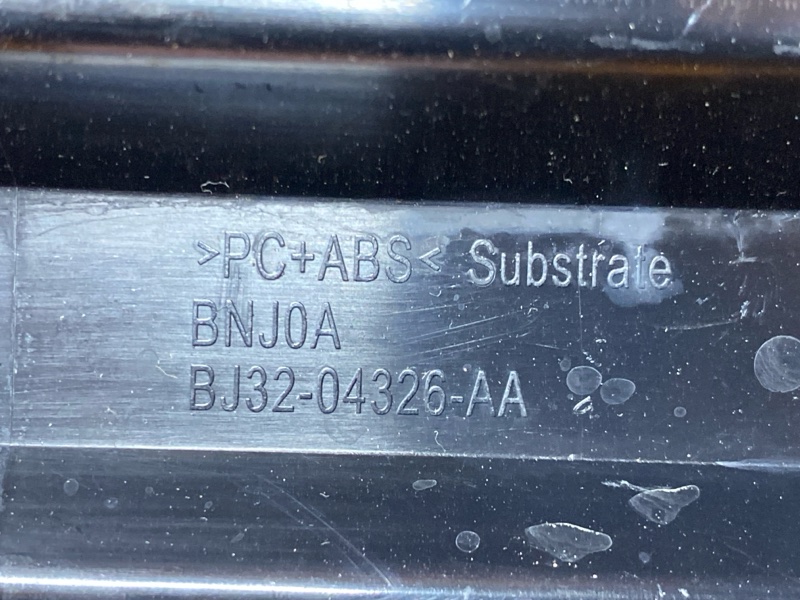 >PC+ABS< Substrate
BNJ0A
BJ32-04326-AA